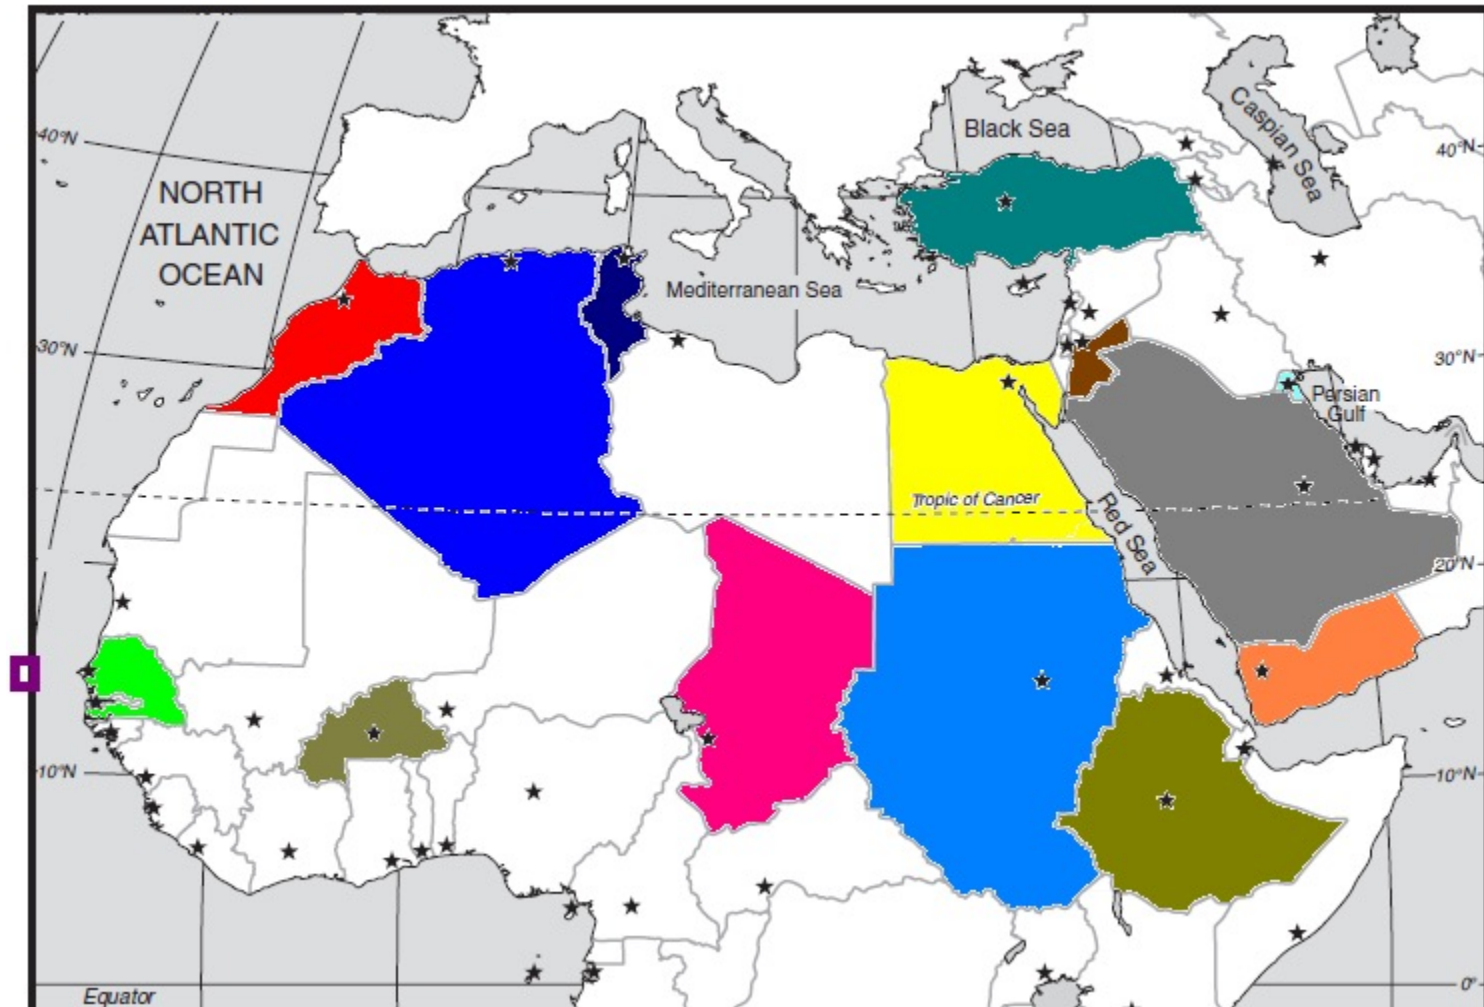 40°N
NORTH
ATLANTIC
OCEAN
Black Sea
Caspian Sea
40°N
Mediterranean Sea
30°N
30°N
Persian
Gulf
Tropic of Cancer
Red Sea
20°N
10°N
10°N
Equator
0°